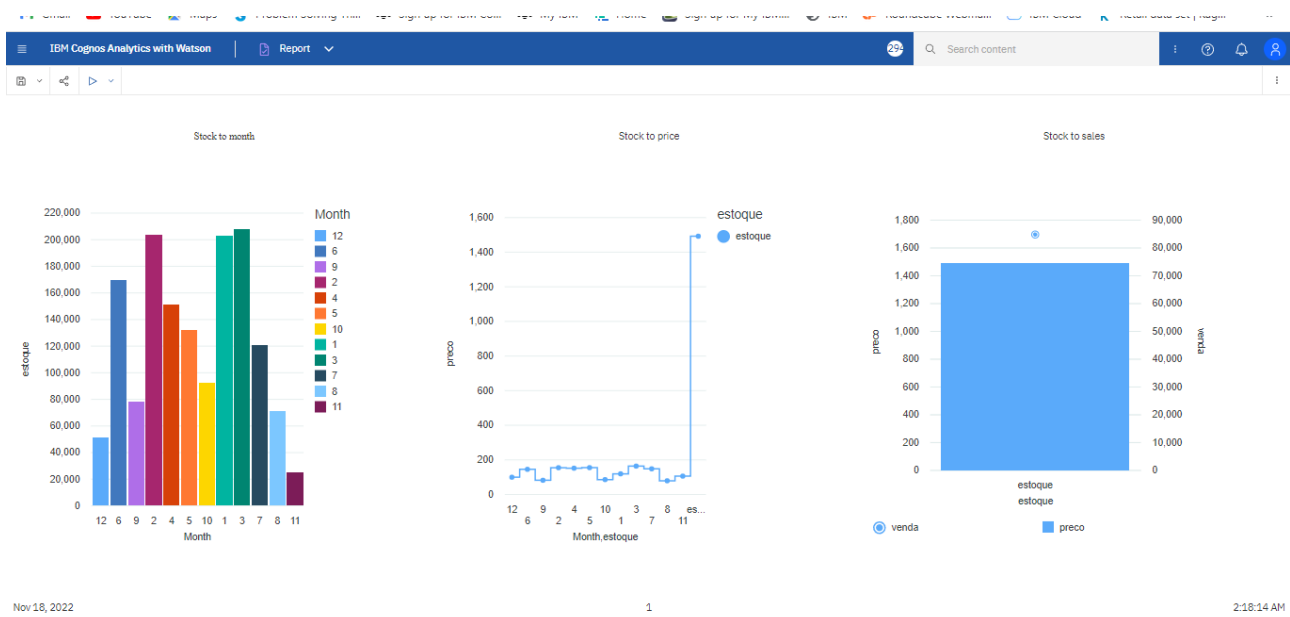 IBM Cognos Analytics with Watson
Report
294
Search content
Stock to month
Stock to price
Stock to sales
220,000
200,000
180,000
160,000
140,000
120,000
100,000
80,000
60,000
40,000
20,000
0
estoque
12 6 9 2 4 5 10 1 3 7 8 11
Month
Month
12
6
9
2
4
5
10
1
3
7
8
11
1,600
1,400
1,200
1,000
800
600
400
200
0
preco
12 9 4 10 3 8 es...
6 2 5 1 7 11
Month,estoque
estoque
estoque
1,800
1,600
1,400
1,200
1,000
800
600
400
200
0
preco
90,000
80,000
70,000
60,000
50,000
40,000
30,000
20,000
10,000
0
venda
estoque
estoque
venda
preco
Nov 18, 2022
1
2:18:14 AM